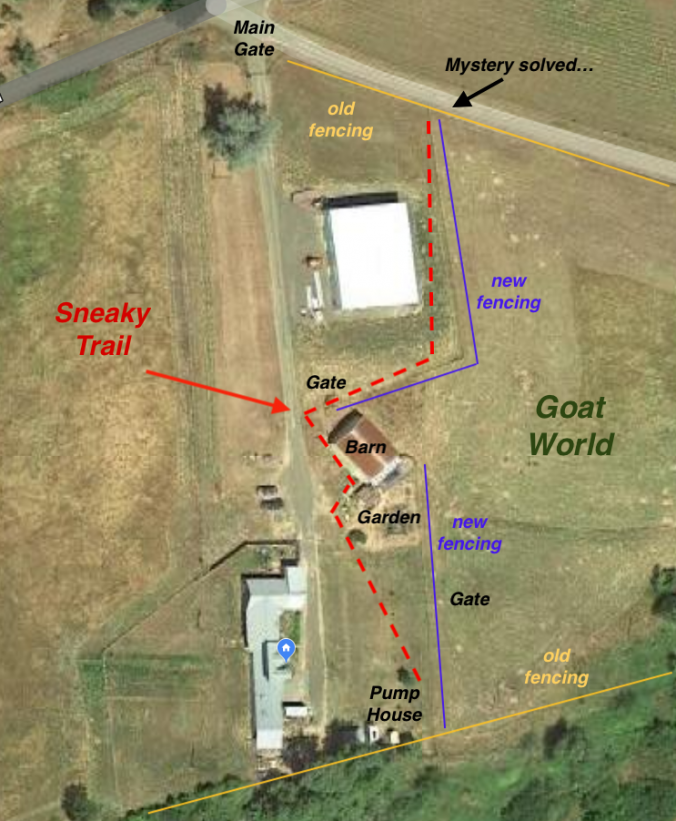 Main
Gate
Mystery solved...
old
fencing
new
fencing
Sneaky
Trail
Gate
Goat
World
Barn
Garden
new
fencing
Gate
old
fencing
Pump
House